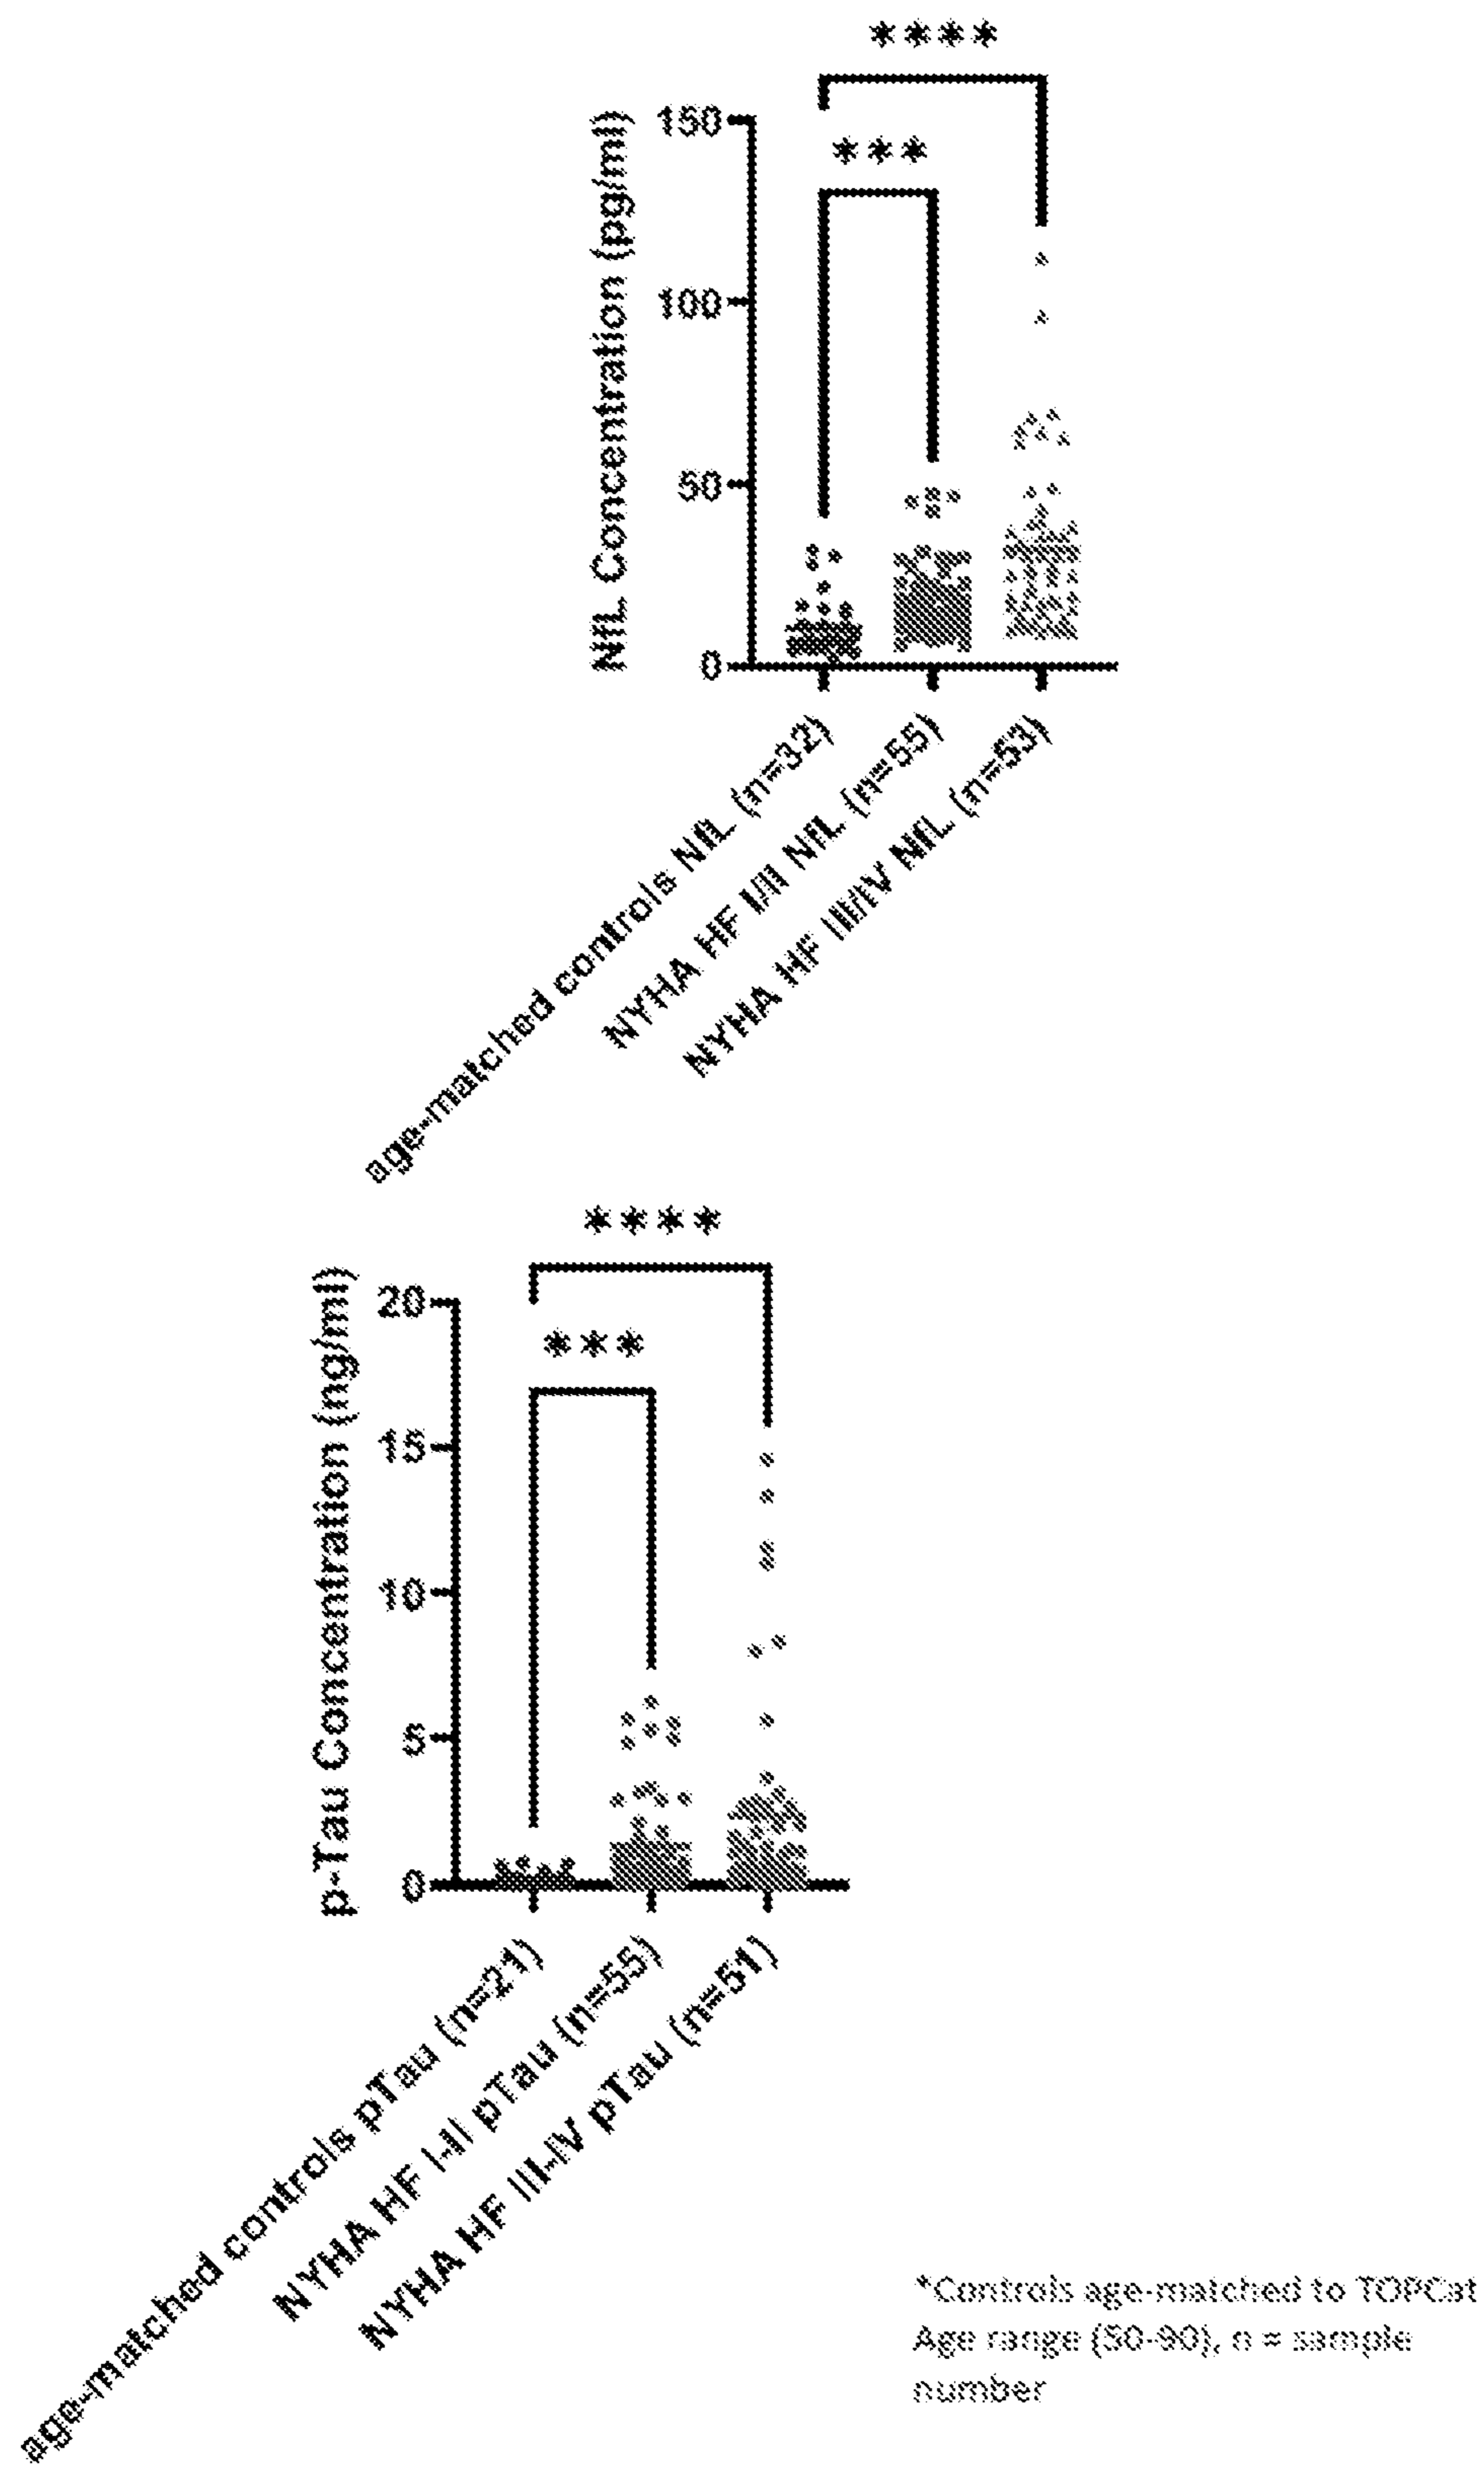 ****
***
NfL Concentration (pg/ml)
150
100
50
0
age-matched controls NfL (n=32)
NYHA HF I/II NfL (n=55)
NYHA HF III/IV NfL (n=53)
****
***
p-Tau Concentration (ng/ml)
20
15
10
5
0
age-matched controls pTau (n=21)
NYHA HF I-II pTau (n=55)
NYHA HF III-IV pTau (n=51)
*Controls age-matched to TOPCat
Age range (50-90), n = sample
number